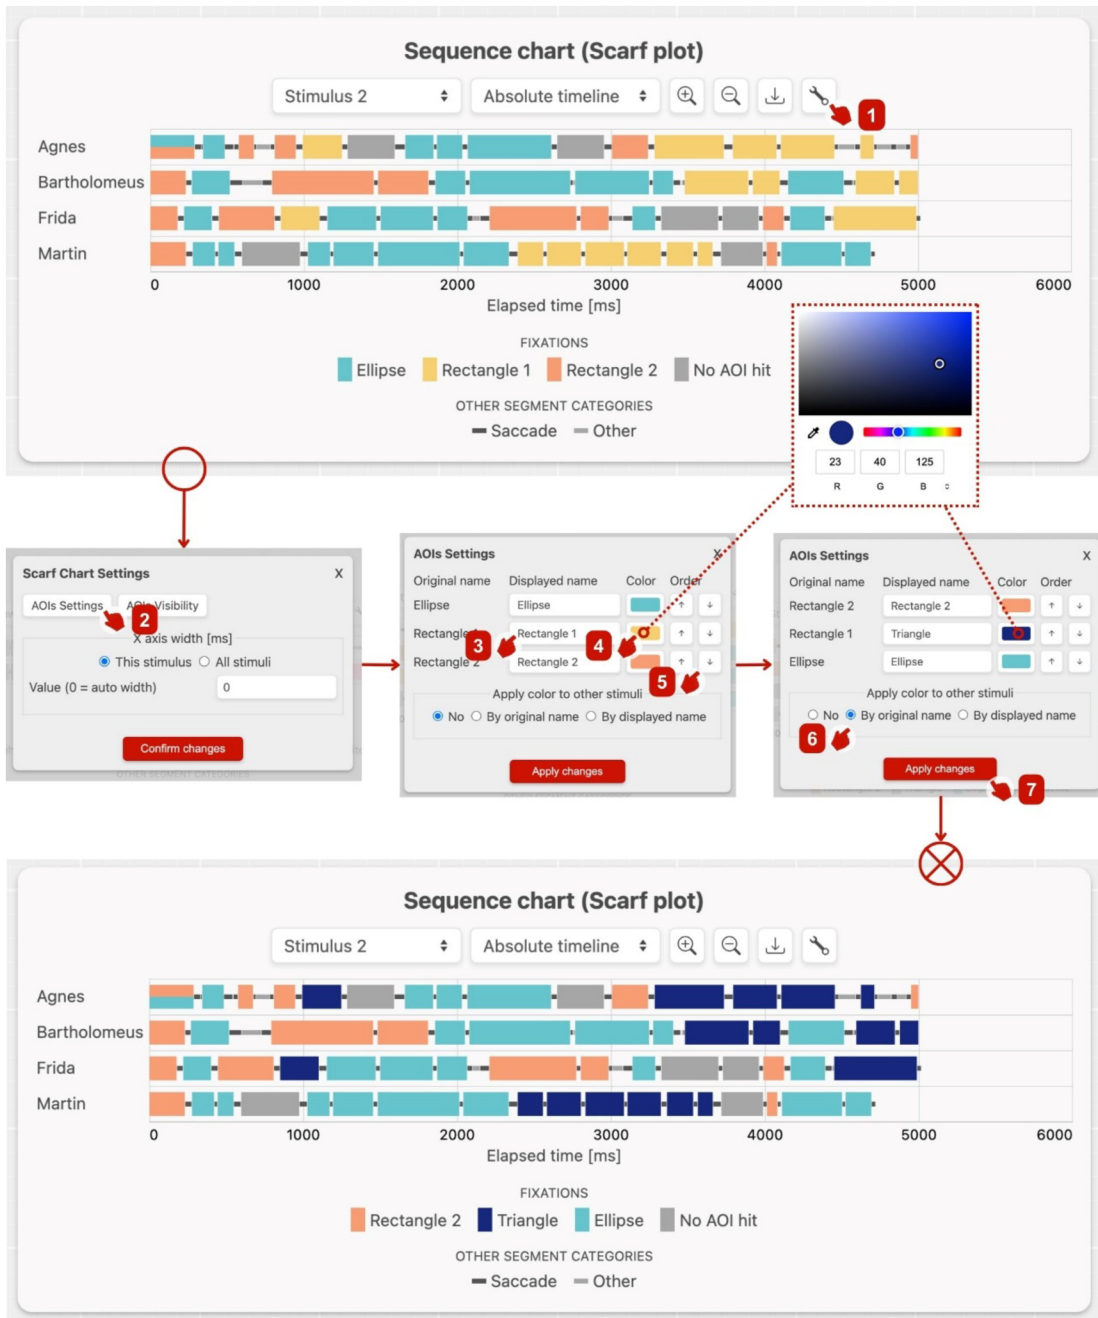 Sequence chart (Scarf plot)
Stimulus 2 Absolute timeline
1
Agnes
Bartholomeus
Frida
Martin
0 1000 2000 3000 4000 5000 6000
Elapsed time [ms]
FIXATIONS
Ellipse Rectangle 1 Rectangle 2 No AOI hit
OTHER SEGMENT CATEGORIES
Saccade Other
23 40 125
R G B
Scarf Chart Settings X
AOIs Settings AOIs Visibility
2
X axis width [ms]
This stimulus All stimuli
Value (0 = auto width) 0
Confirm changes
AOIs Settings X
Original name Displayed name Color Order
Ellipse Ellipse
Rectangle Rectangle 1
3 4
Rectangle 2 Rectangle 2
5
Apply color to other stimuli
No By original name By displayed name
Apply changes
AOIs Settings X
Original name Displayed name Color Order
Rectangle 2 Rectangle 2
Rectangle 1 Triangle
Ellipse Ellipse
Apply color to other stimuli
No By original name By displayed name
6
Apply changes
7
Sequence chart (Scarf plot)
Stimulus 2 Absolute timeline
Agnes
Bartholomeus
Frida
Martin
0 1000 2000 3000 4000 5000 6000
Elapsed time [ms]
FIXATIONS
Rectangle 2 Triangle Ellipse No AOI hit
OTHER SEGMENT CATEGORIES
Saccade Other